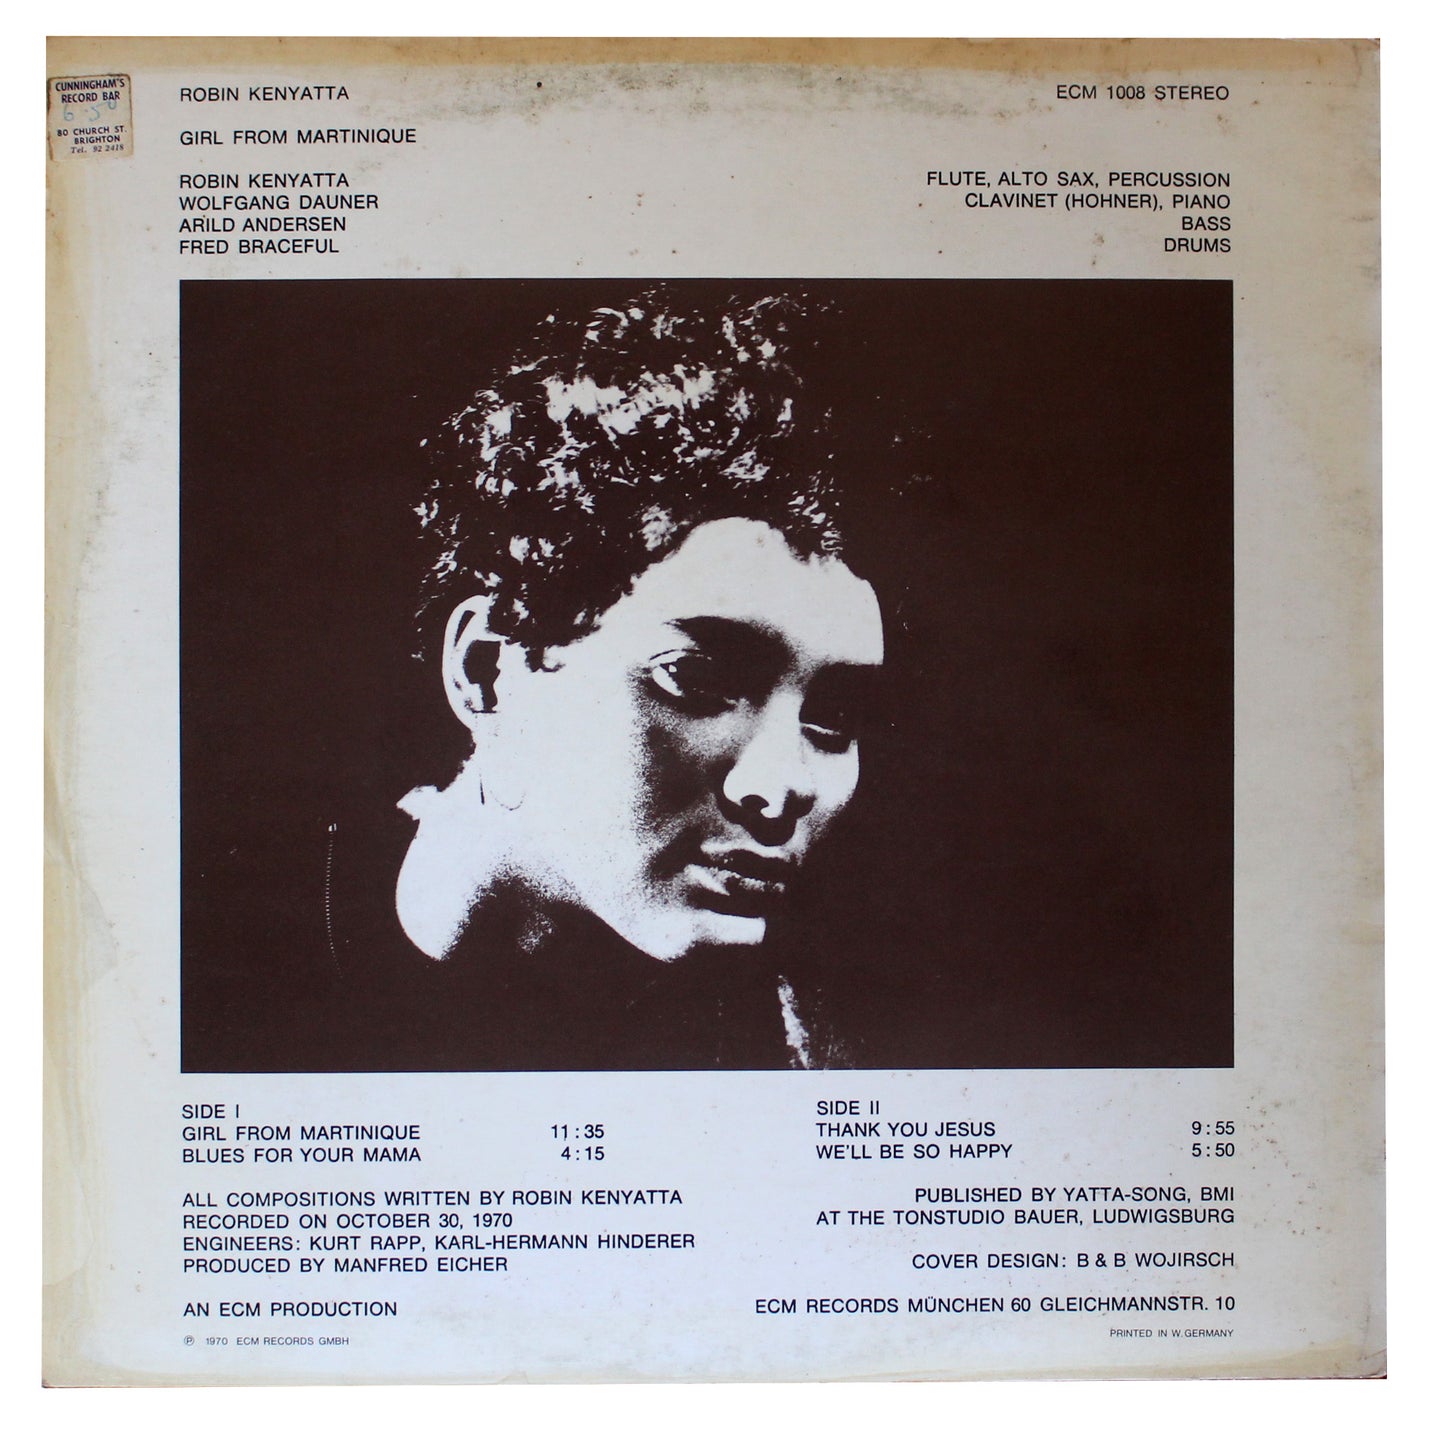 CUNNINGHAM'S
RECORD BAR
6.50
80 CHURCH ST.
BRIGHTON
Tel. 92 2418
ROBIN KENYATTA ECM 1008 STEREO
GIRL FROM MARTINIQUE
ROBIN KENYATTA FLUTE, ALTO SAX, PERCUSSION
WOLFGANG DAUNER CLAVINET (HOHNER), PIANO
ARILD ANDERSEN BASS
FRED BRACEFUL DRUMS
SIDE I
GIRL FROM MARTINIQUE 11:35
BLUES FOR YOUR MAMA 4:15
SIDE II
THANK YOU JESUS 9:55
WE'LL BE SO HAPPY 5:50
ALL COMPOSITIONS WRITTEN BY ROBIN KENYATTA PUBLISHED BY YATTA-SONG, BMI
RECORDED ON OCTOBER 30, 1970 AT THE TONSTUDIO BAUER, LUDWIGSBURG
ENGINEERS: KURT RAPP, KARL-HERMANN HINDERER
PRODUCED BY MANFRED EICHER COVER DESIGN: B & B WOJIRSCH
AN ECM PRODUCTION ECM RECORDS MÜNCHEN 60 GLEICHMANNSTR. 10
℗ 1970 ECM RECORDS GMBH PRINTED IN W. GERMANY